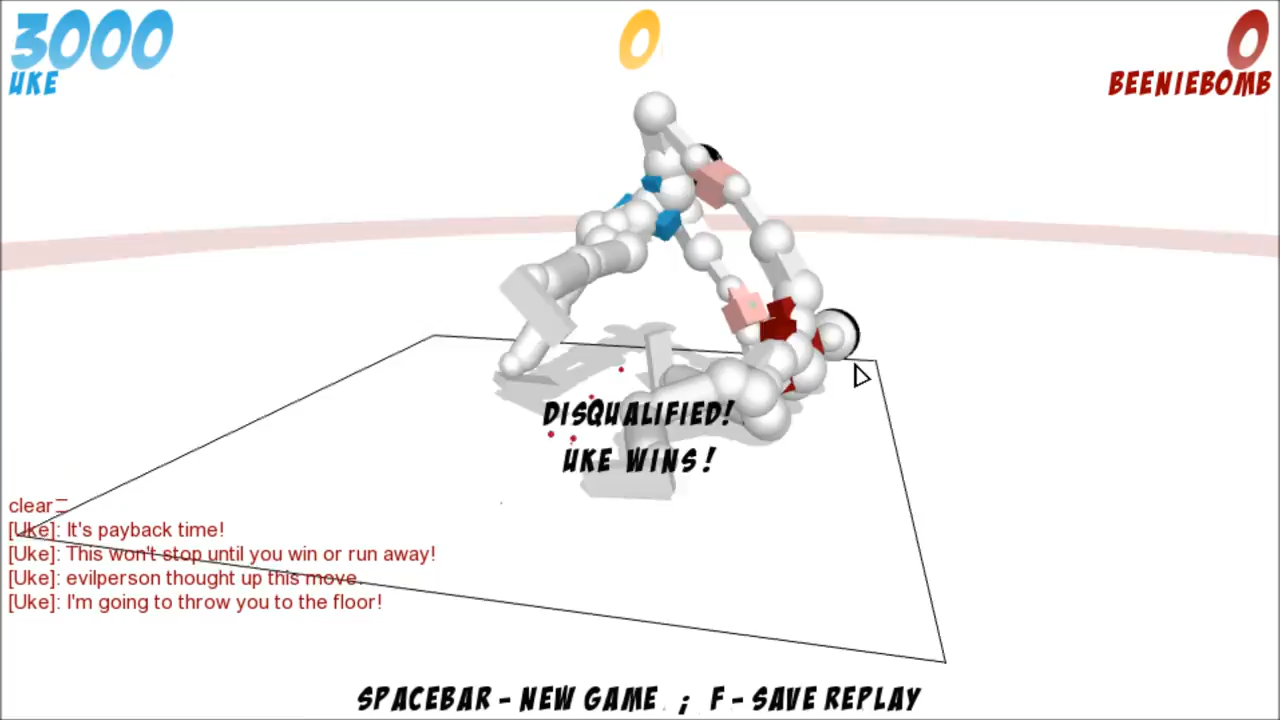 3000
UKE
0
0
BEENIEBOMB
DISQUALIFIED!
UKE WINS!
clear
[Uke]: It's payback time!
[Uke]: This won't stop until you win or run away!
[Uke]: evilperson thought up this move.
[Uke]: I'm going to throw you to the floor!
SPACEBAR - NEW GAME ; F - SAVE REPLAY